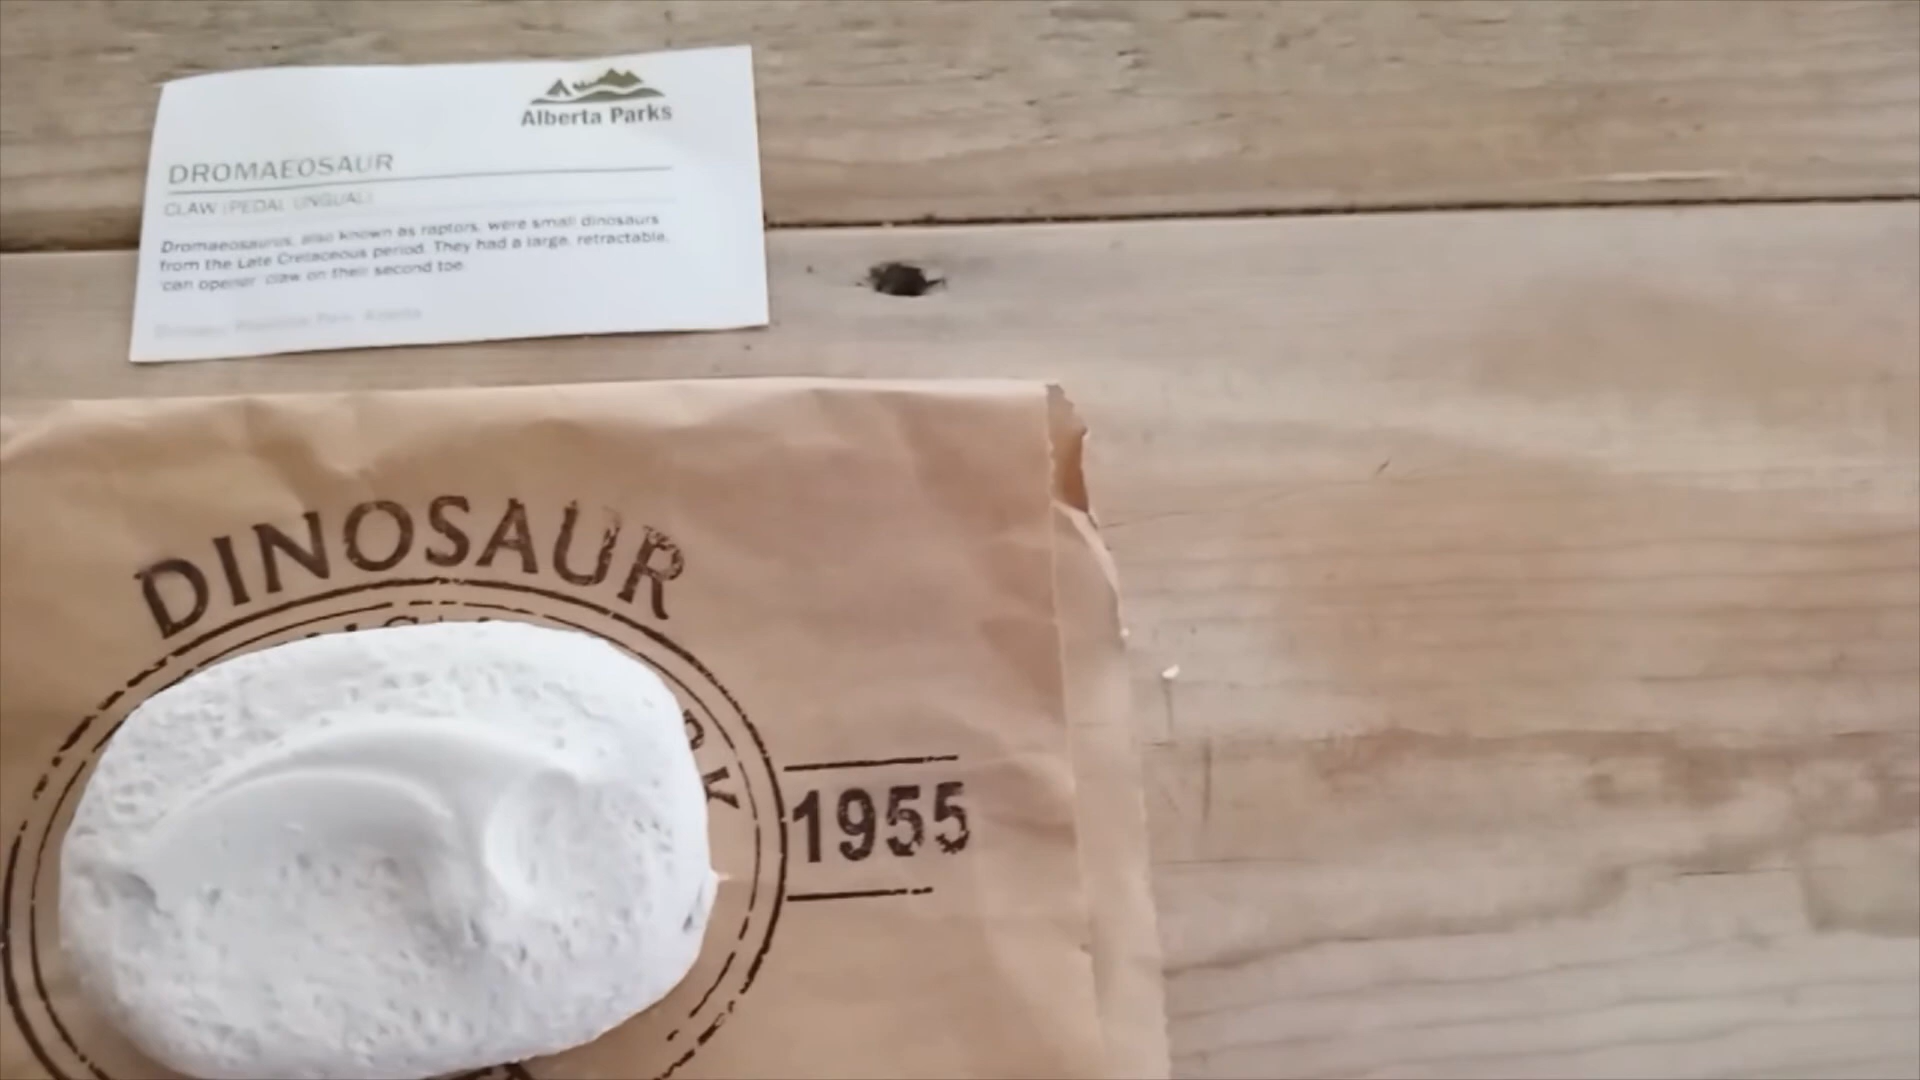 Alberta Parks
DROMAEOSAUR
CLAW (PEDAL UNGUAL)
Dromaeosaurus, also known as raptors, were small dinosaurs
from the Late Cretaceous period. They had a large, retractable,
'can opener' claw on their second toe.
DINOSAUR
1955